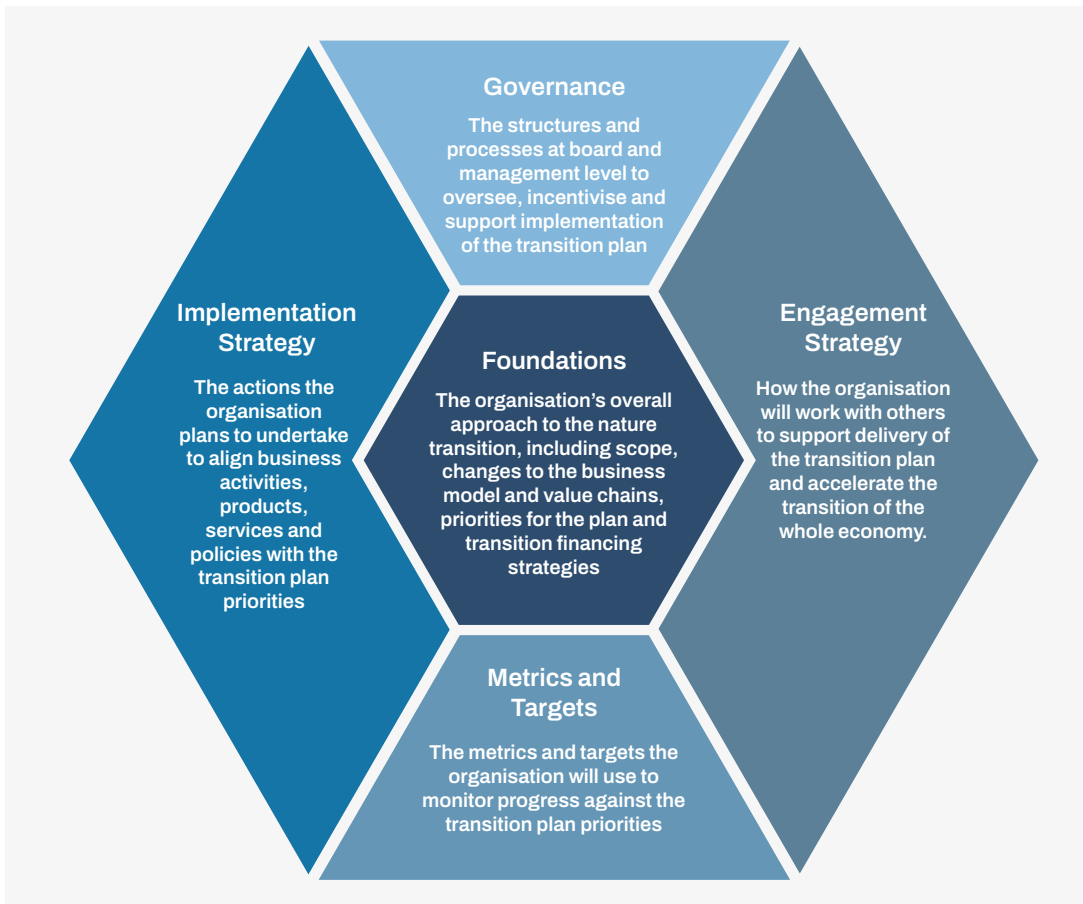 Governance
The structures and
processes at board and
management level to
oversee, incentivise and
support implementation
of the transition plan
Implementation
Strategy
The actions the
organisation
plans to undertake
to align business
activities,
products,
services and
policies with the
transition plan
priorities
Foundations
The organisation’s overall
approach to the nature
transition, including scope,
changes to the business
model and value chains,
priorities for the plan and
transition financing
strategies
Engagement
Strategy
How the organisation
will work with others
to support delivery of
the transition plan
and accelerate the
transition of the
whole economy.
Metrics and
Targets
The metrics and targets the
organisation will use to
monitor progress against the
transition plan priorities